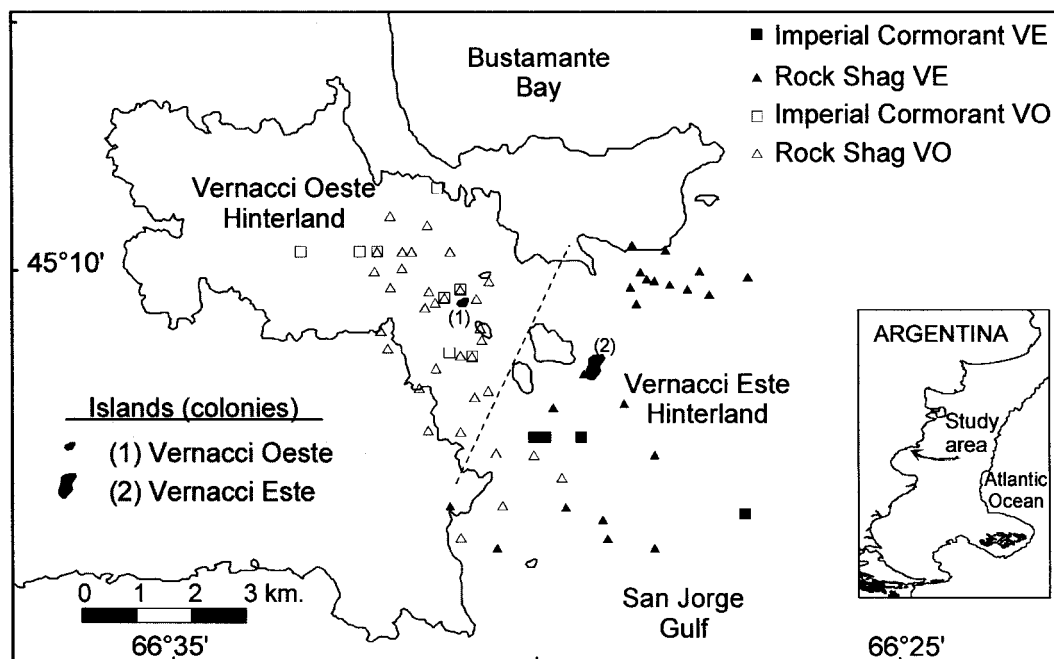 Bustamante
Bay
Imperial Cormorant VE
Rock Shag VE
Imperial Cormorant VO
Rock Shag VO
Vernacci Oeste
Hinterland
45°10'
(1)
(2)
Vernacci Este
Hinterland
Islands (colonies)
(1) Vernacci Oeste
(2) Vernacci Este
ARGENTINA
Study
area
Atlantic
Ocean
0 1 2 3 km.
San Jorge
Gulf
66°35'
66°25'